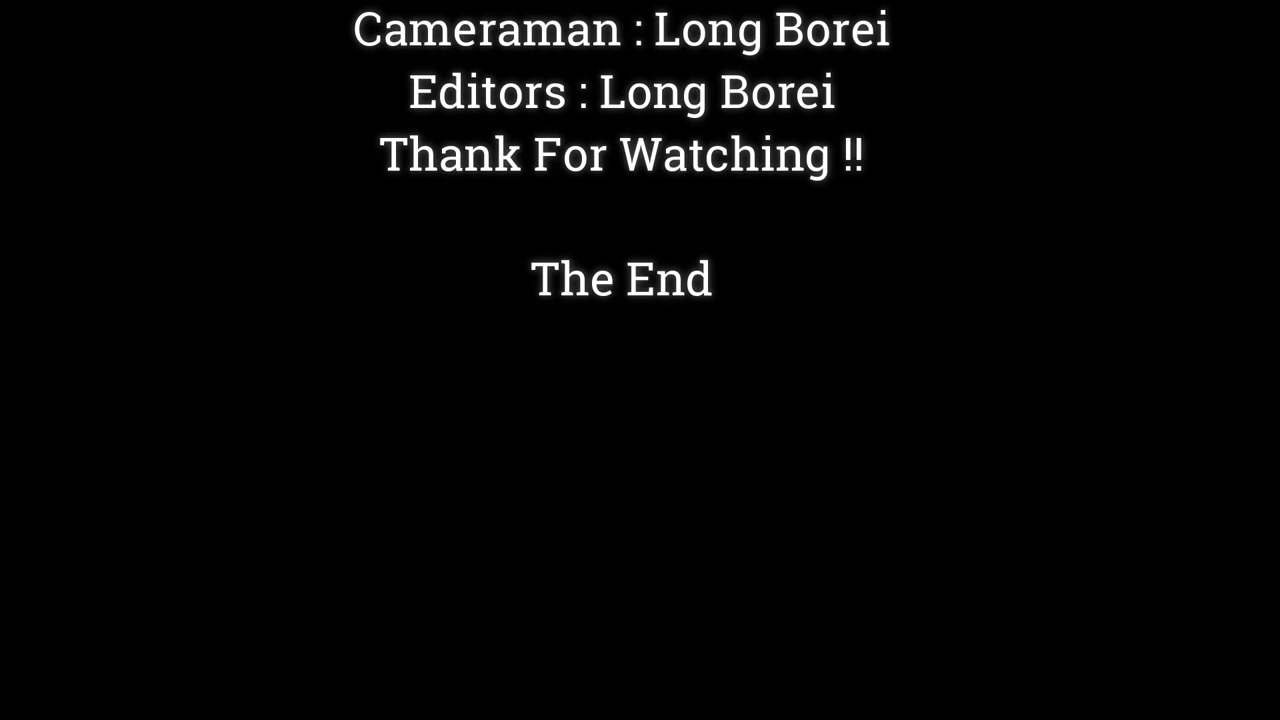 Cameraman : Long Borei
Editors : Long Borei
Thank For Watching !!
The End